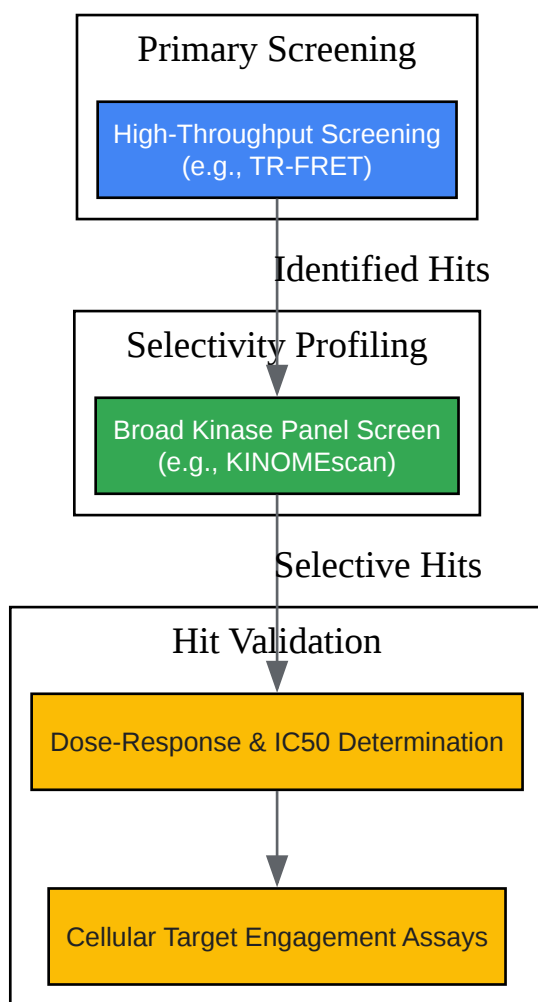 Primary Screening
High-Throughput Screening
(e.g., TR-FRET)
Identified Hits
Selectivity Profiling
Broad Kinase Panel Screen
(e.g., KINOMEscan)
Selective Hits
Hit Validation
Dose-Response & IC50 Determination
Cellular Target Engagement Assays